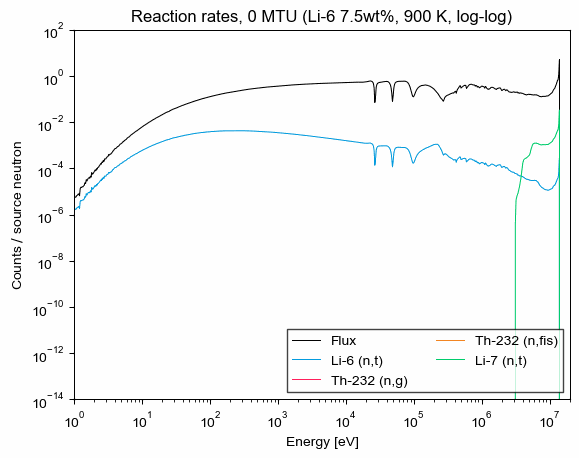 Reaction rates, 0 MTU (Li-6 7.5wt%, 900 K, log-log)
10^2
10^0
10^−2
10^−4
10^−6
10^−8
10^−10
10^−12
10^−14
Counts / source neutron
Flux
Li-6 (n,t)
Th-232 (n,g)
Th-232 (n,fis)
Li-7 (n,t)
10^0 10^1 10^2 10^3 10^4 10^5 10^6 10^7
Energy [eV]